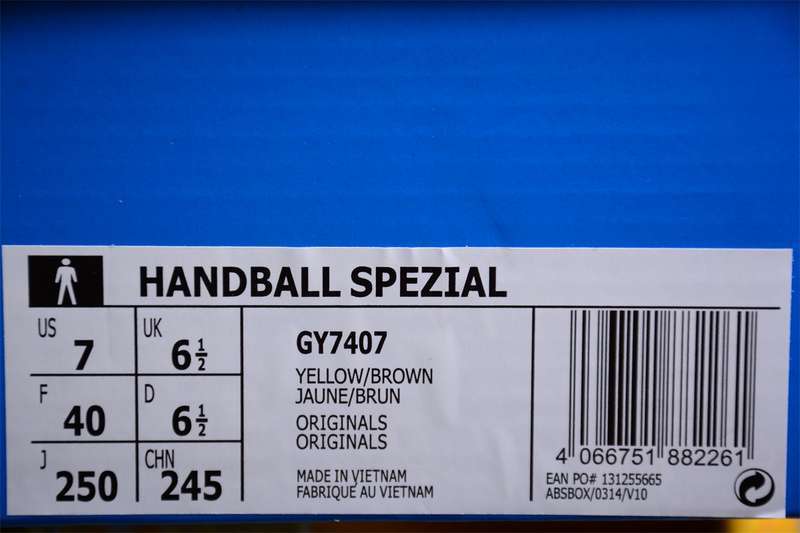 HANDBALL SPEZIAL
US 7
UK 6 1/2
F 40
D 6 1/2
J 250
CHN 245
GY7407
YELLOW/BROWN
JAUNE/BRUN
ORIGINALS
ORIGINALS
MADE IN VIETNAM
FABRIQUE AU VIETNAM
4 066751 882261
EAN PO# 131255665
ABSBOX/0314/V10